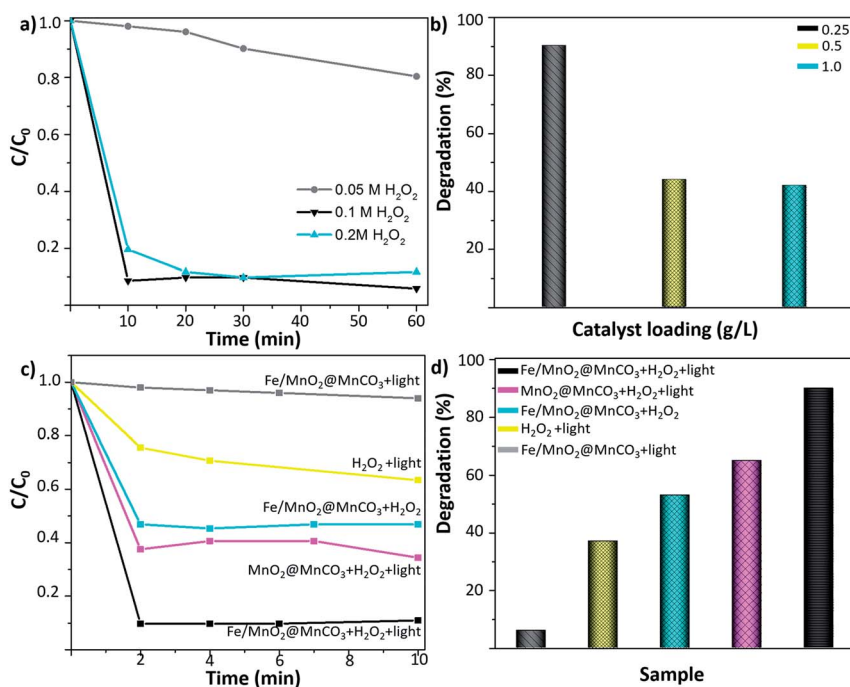 a)
1.0
0.8
0.6
0.4
0.2
C/C₀
0.05 M H₂O₂
0.1 M H₂O₂
0.2M H₂O₂
10 20 30 40 50 60
Time (min)
b)
100
80
60
40
20
Degradation (%)
0.25
0.5
1.0
Catalyst loading (g/L)
c)
1.0
0.8
0.6
0.4
0.2
C/C₀
Fe/MnO₂@MnCO₃+light
H₂O₂ +light
Fe/MnO₂@MnCO₃+H₂O₂
MnO₂@MnCO₃+H₂O₂+light
Fe/MnO₂@MnCO₃+H₂O₂+light
2 4 6 8 10
Time (min)
d)
100
80
60
40
20
Degradation (%)
Fe/MnO₂@MnCO₃+H₂O₂+light
MnO₂@MnCO₃+H₂O₂+light
Fe/MnO₂@MnCO₃+H₂O₂
H₂O₂ +light
Fe/MnO₂@MnCO₃+light
Sample